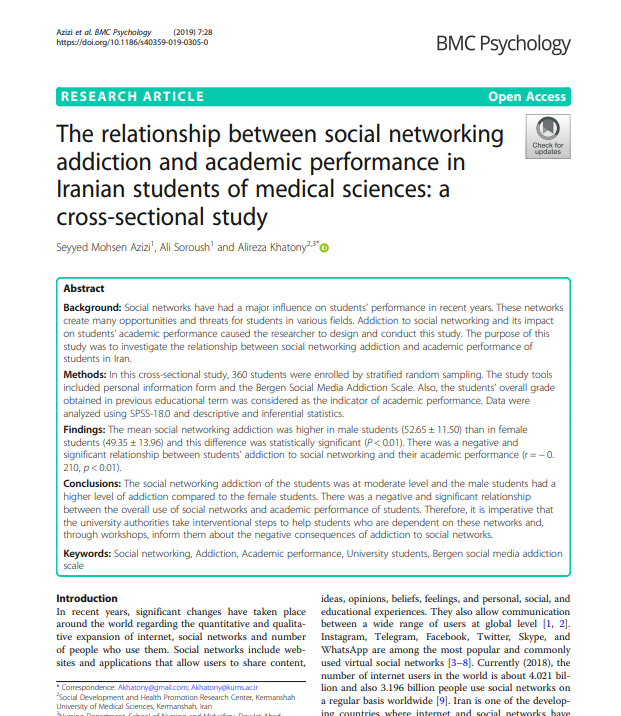 Azizi et al. BMC Psychology (2019) 7:28
https://doi.org/10.1186/s40359-019-0305-0
BMC Psychology
RESEARCH ARTICLE
Open Access
Check for
updates
The relationship between social networking
addiction and academic performance in
Iranian students of medical sciences: a
cross-sectional study
Seyyed Mohsen Azizi1, Ali Soroush1 and Alireza Khatony2,3*
Abstract
Background: Social networks have had a major influence on students' performance in recent years. These networks
create many opportunities and threats for students in various fields. Addiction to social networking and its impact
on students' academic performance caused the researcher to design and conduct this study. The purpose of this
study was to investigate the relationship between social networking addiction and academic performance of
students in Iran.
Methods: In this cross-sectional study, 360 students were enrolled by stratified random sampling. The study tools
included personal information form and the Bergen Social Media Addiction Scale. Also, the students' overall grade
obtained in previous educational term was considered as the indicator of academic performance. Data were
analyzed using SPSS-18.0 and descriptive and inferential statistics.
Findings: The mean social networking addiction was higher in male students (52.65 ± 11.50) than in female
students (49.35 ± 13.96) and this difference was statistically significant (P < 0.01). There was a negative and
significant relationship between students' addiction to social networking and their academic performance (r = − 0.
210, p < 0.01).
Conclusions: The social networking addiction of the students was at moderate level and the male students had a
higher level of addiction compared to the female students. There was a negative and significant relationship
between the overall use of social networks and academic performance of students. Therefore, it is imperative that
the university authorities take interventional steps to help students who are dependent on these networks and,
through workshops, inform them about the negative consequences of addiction to social networks.
Keywords: Social networking, Addiction, Academic performance, University students, Bergen social media addiction
scale
Introduction
In recent years, significant changes have taken place
around the world regarding the quantitative and qualita-
tive expansion of internet, social networks and number
of people who use them. Social networks include web-
sites and applications that allow users to share content,
* Correspondence: Akhatony@gmail.com; Akhatony@kums.ac.ir
2Social Development and Health Promotion Research Center, Kermanshah
University of Medical Sciences, Kermanshah, Iran
ideas, opinions, beliefs, feelings, and personal, social, and
educational experiences. They also allow communication
between a wide range of users at global level [1, 2].
Instagram, Telegram, Facebook, Twitter, Skype, and
WhatsApp are among the most popular and commonly
used virtual social networks [3–8]. Currently (2018), the
number of internet users in the world is about 4.021 bil-
lion and also 3.196 billion people use social networks on
a regular basis worldwide [9]. Iran is one of the develop-
ing countries where internet and social networks have